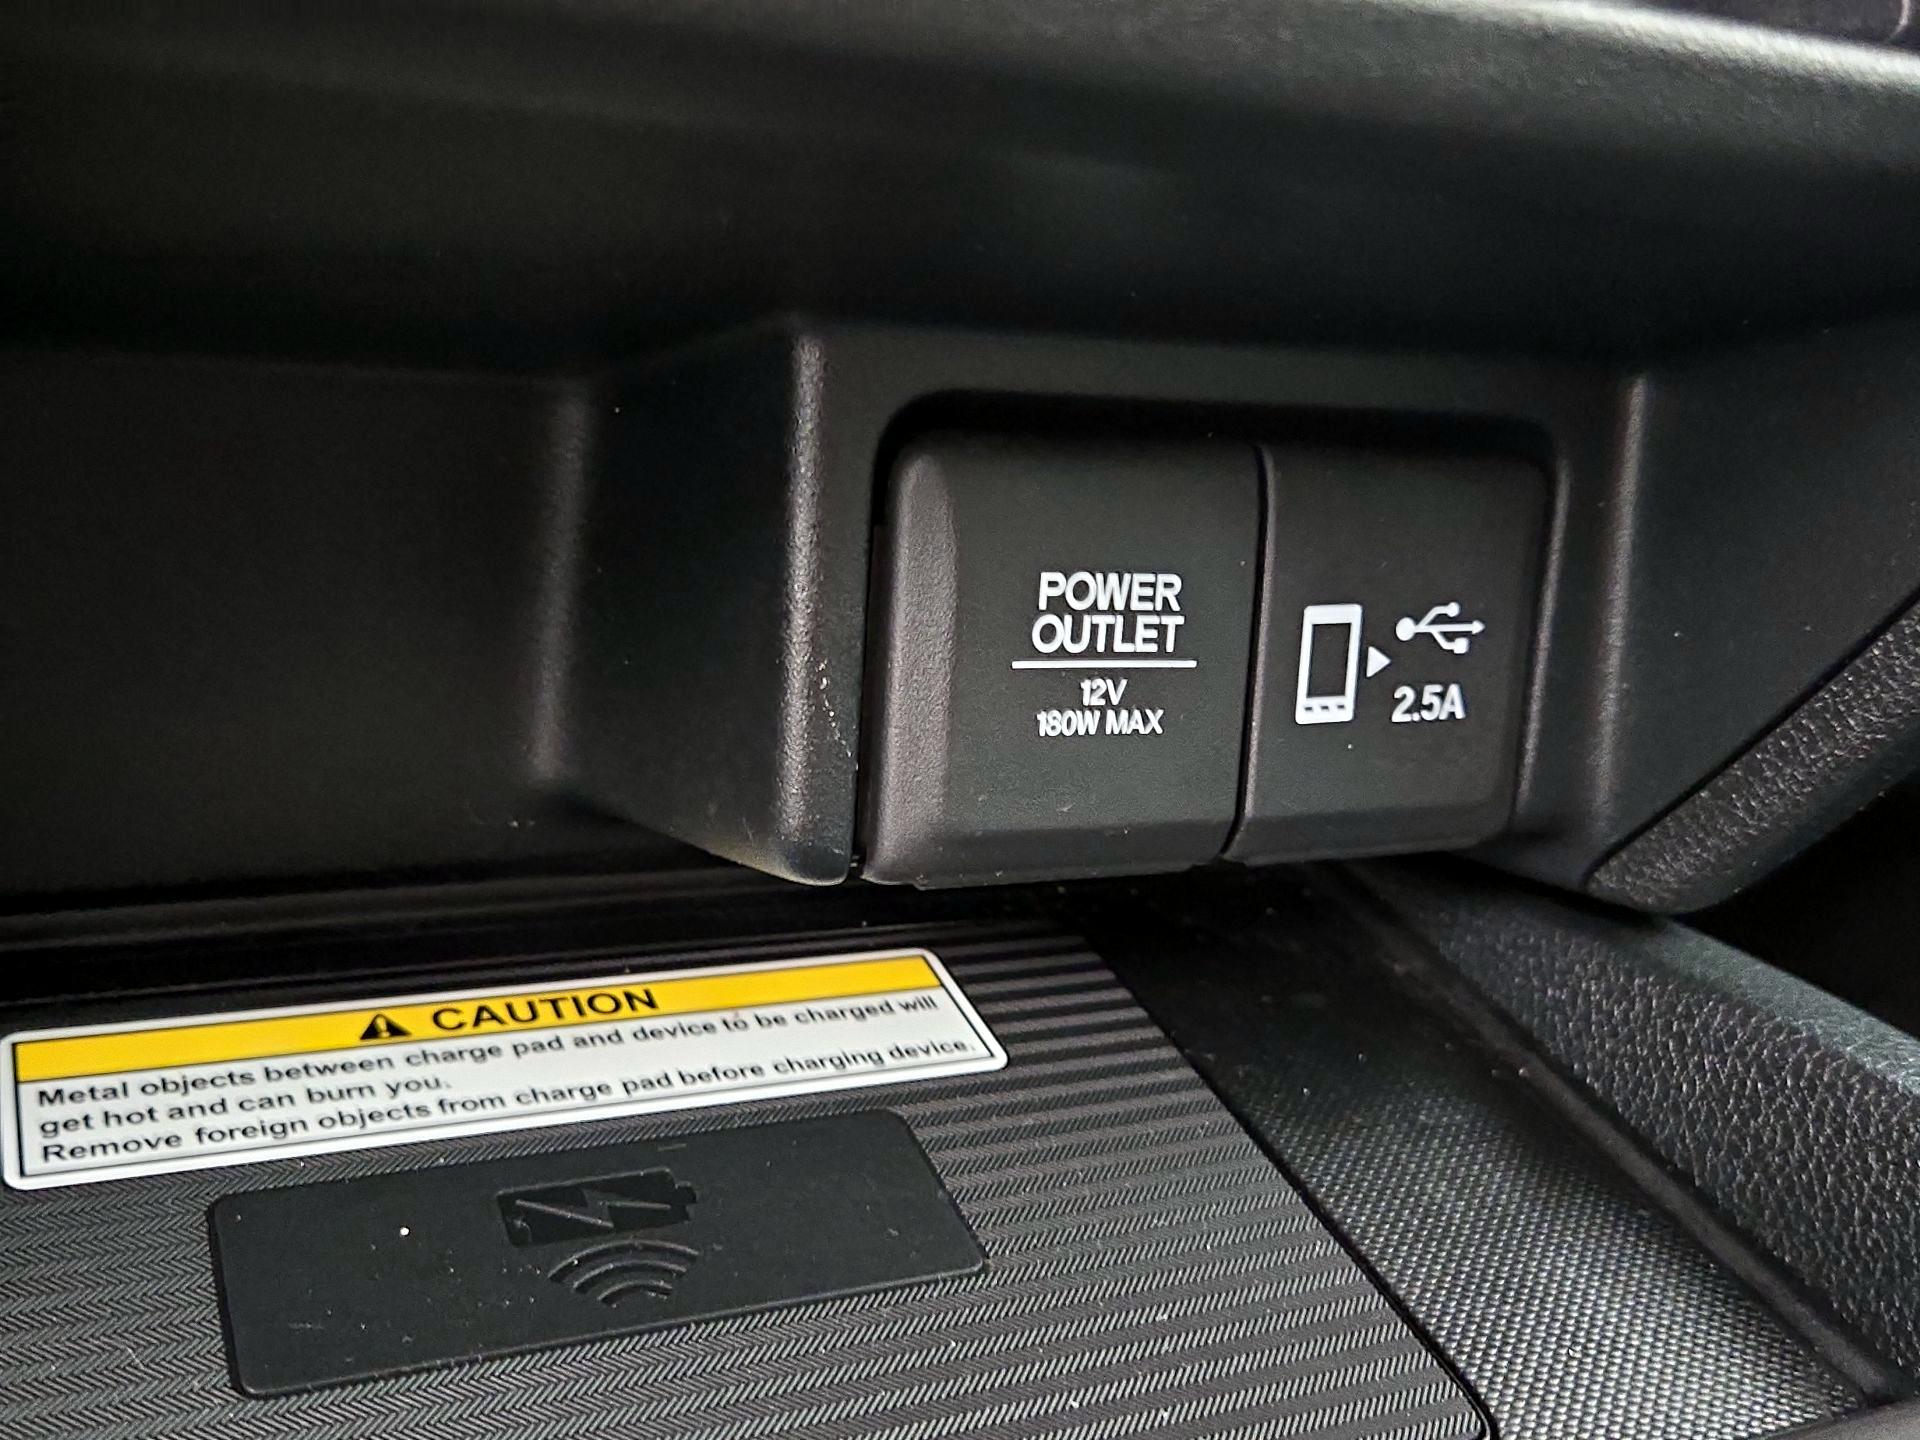 POWER
OUTLET
12V
180W MAX
2.5A
CAUTION
Metal objects between charge pad and device to be charged will
get hot and can burn you.
Remove foreign objects from charge pad before charging device.